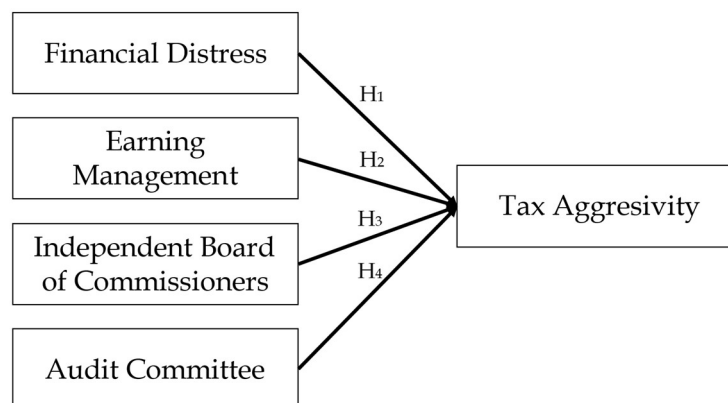 Financial Distress
H1
Earning
Management
H2
Tax Aggresivity
Independent Board
of Commissioners
H3
H4
Audit Committee